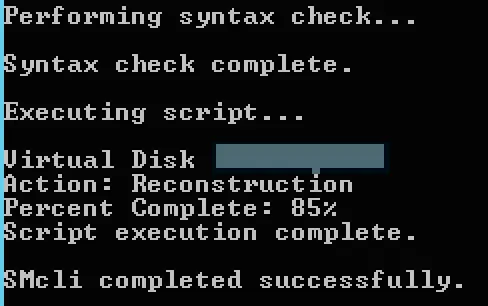 Performing syntax check...
Syntax check complete.
Executing script...
Virtual Disk
Action: Reconstruction
Percent Complete: 85%
Script execution complete.
SMcli completed successfully.